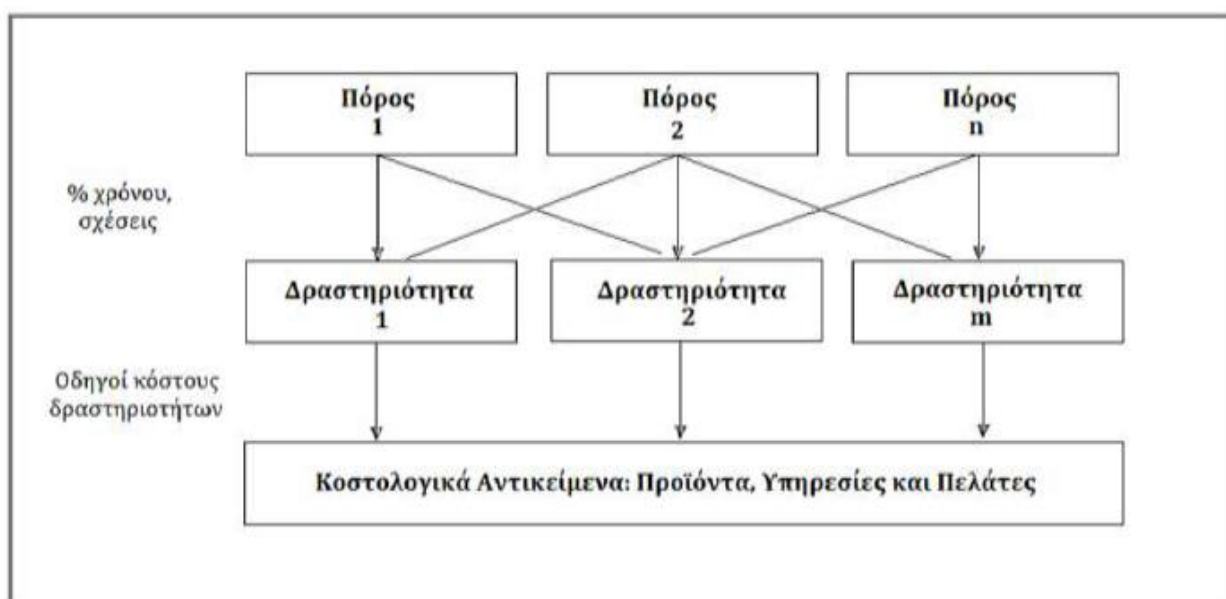 Πόρος
1
Πόρος
2
Πόρος
n
% χρόνου,
σχέσεις
Δραστηριότητα
1
Δραστηριότητα
2
Δραστηριότητα
m
Οδηγοί κόστους
δραστηριοτήτων
Κοστολογικά Αντικείμενα: Προϊόντα, Υπηρεσίες και Πελάτες